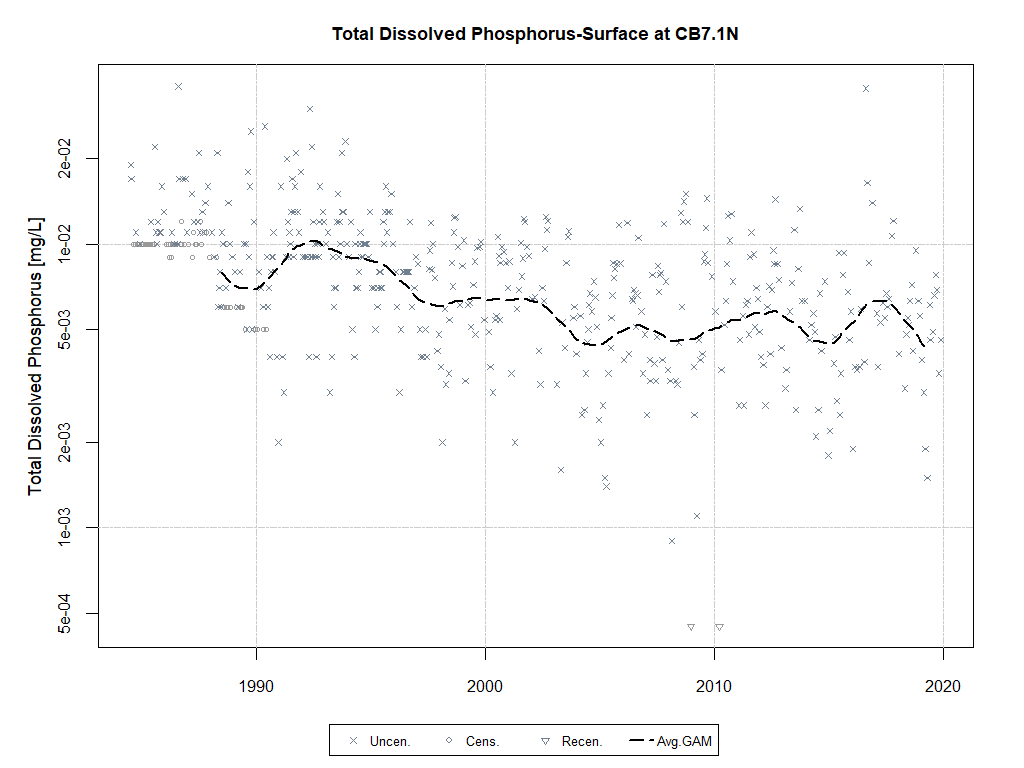 Total Dissolved Phosphorus-Surface at CB7.1N
Total Dissolved Phosphorus [mg/L]
2e-02
1e-02
5e-03
2e-03
1e-03
5e-04
1990 2000 2010 2020
Uncen. Cens. Recen. Avg.GAM